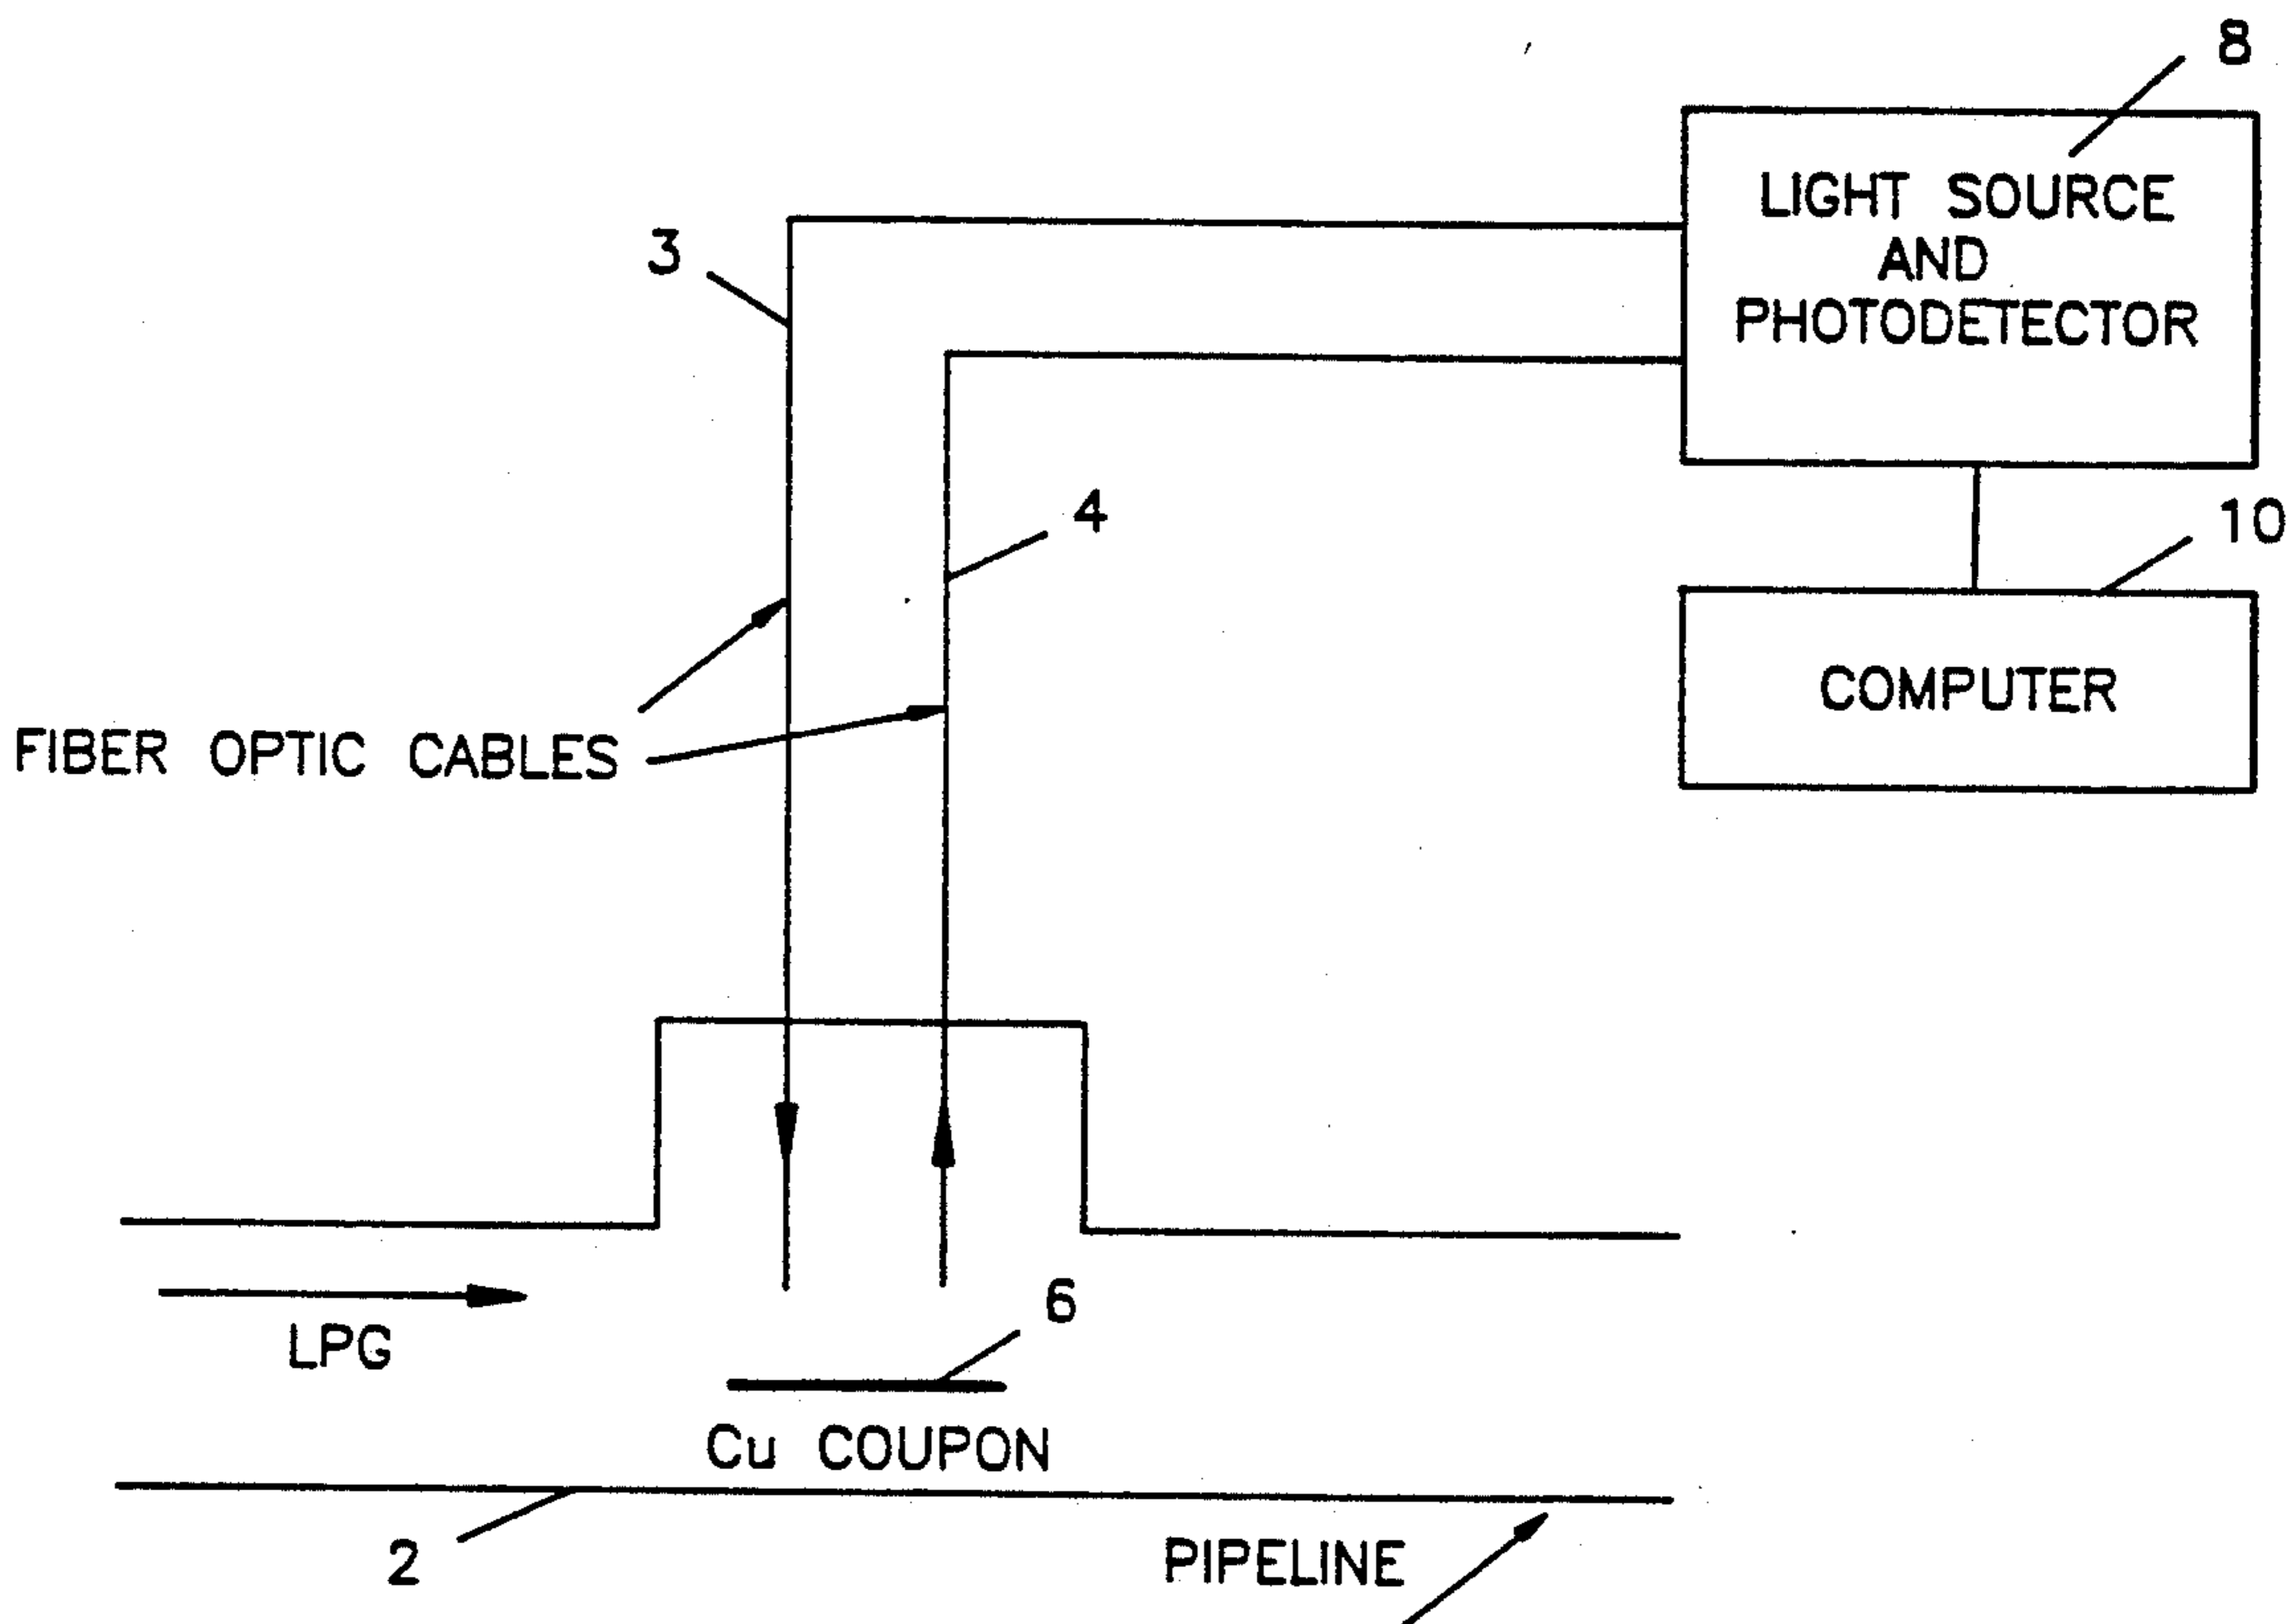 8
LIGHT SOURCE
AND
PHOTODETECTOR
3
4
10
COMPUTER
FIBER OPTIC CABLES
6
LPG
Cu COUPON
2
PIPELINE